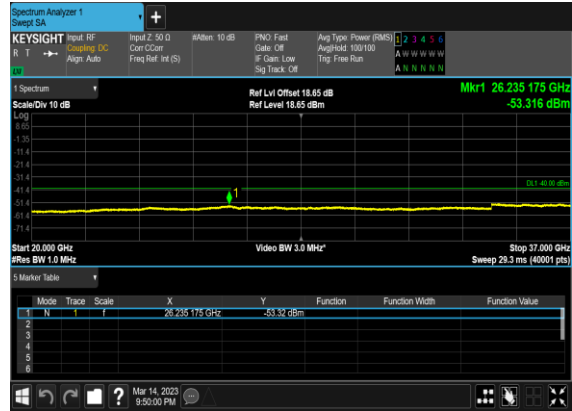 Spectrum Analyzer 1
Swept SA
+
KEYSIGHT
R T
Input: RF
Coupling: DC
Align: Auto
Input Z: 50 Ω
Corr CCorr
Freq Ref: Int (S)
#Atten: 10 dB
PNO: Fast
Gate: Off
IF Gain: Low
Sig Track: Off
Avg Type: Power (RMS)
Avg|Hold: 100/100
Trig: Free Run
1 2 3 4 5 6
A W W W W W
A N N N N N
1 Spectrum
Scale/Div 10 dB
Ref Lvl Offset 18.65 dB
Ref Level 18.65 dBm
Mkr1 26.235 175 GHz
-53.316 dBm
Log
8.65
-1.35
-11.4
-21.4
-31.4
-41.4
-51.4
-61.4
-71.4
DL1 -40.00 dBm
1
Start 20.000 GHz
#Res BW 1.0 MHz
Video BW 3.0 MHz*
Stop 37.000 GHz
Sweep 29.3 ms (40001 pts)
5 Marker Table
Mode Trace Scale X Y Function Function Width Function Value
1 N 1 f 26.235 175 GHz -53.32 dBm
2
3
4
5
6
?
Mar 14, 2023
9:50:00 PM